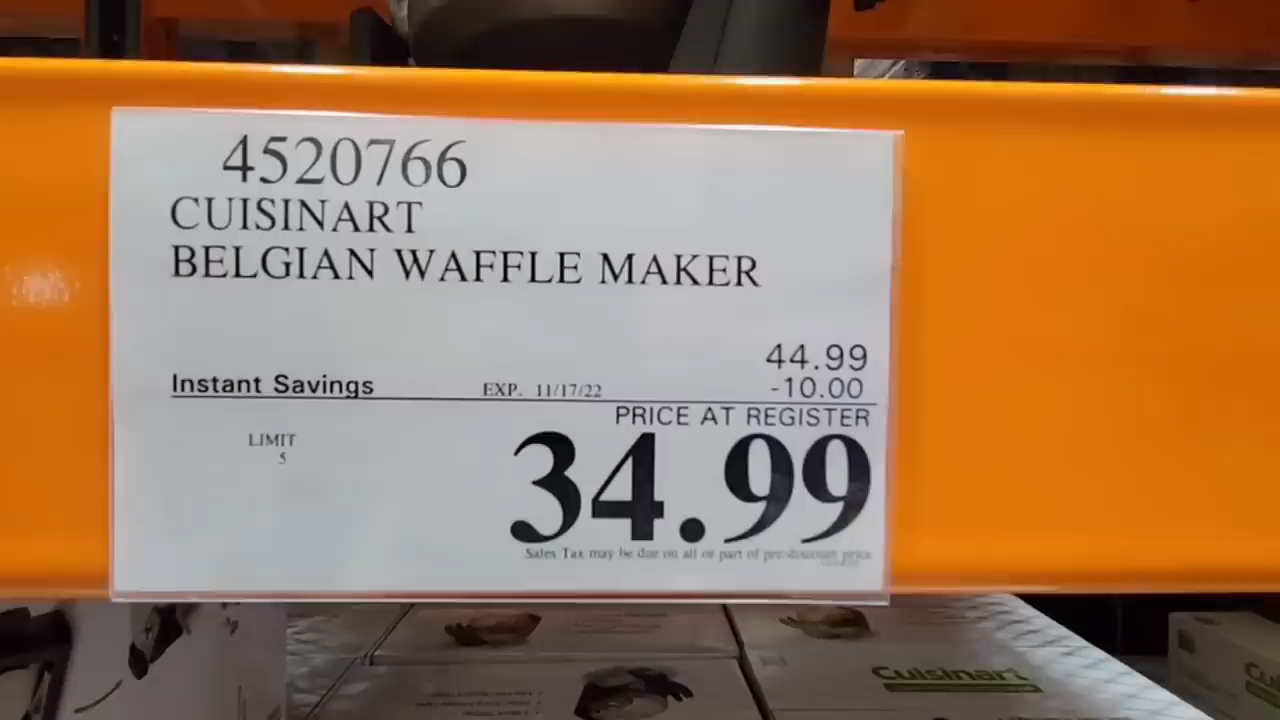 4520766
CUISINART
BELGIAN WAFFLE MAKER
44.99
Instant Savings EXP. 11/17/22 -10.00
PRICE AT REGISTER
LIMIT
5
34.99
Sales Tax may be due on all or part of pre-discount price
Cuisinart